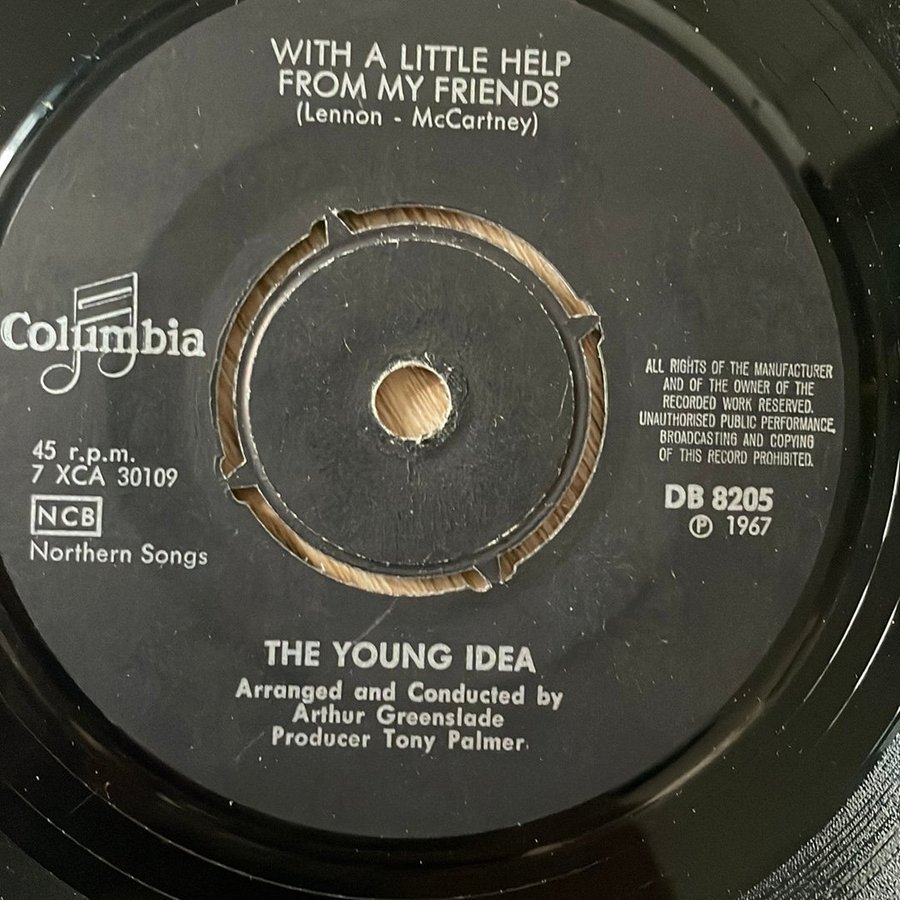 WITH A LITTLE HELP
FROM MY FRIENDS
(Lennon - McCartney)
Columbia
45 r.p.m.
7 XCA 30109
NCB
Northern Songs
ALL RIGHTS OF THE MANUFACTURER
AND OF THE OWNER OF THE
RECORDED WORK RESERVED.
UNAUTHORISED PUBLIC PERFORMANCE,
BROADCASTING AND COPYING
OF THIS RECORD PROHIBITED.
DB 8205
℗ 1967
THE YOUNG IDEA
Arranged and Conducted by
Arthur Greenslade
Producer Tony Palmer.